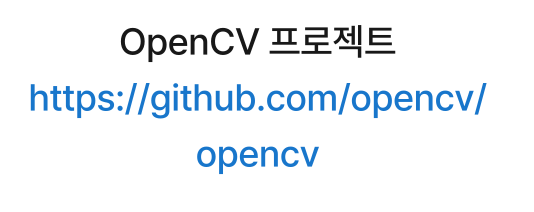 OpenCV 프로젝트
https://github.com/opencv/
opencv